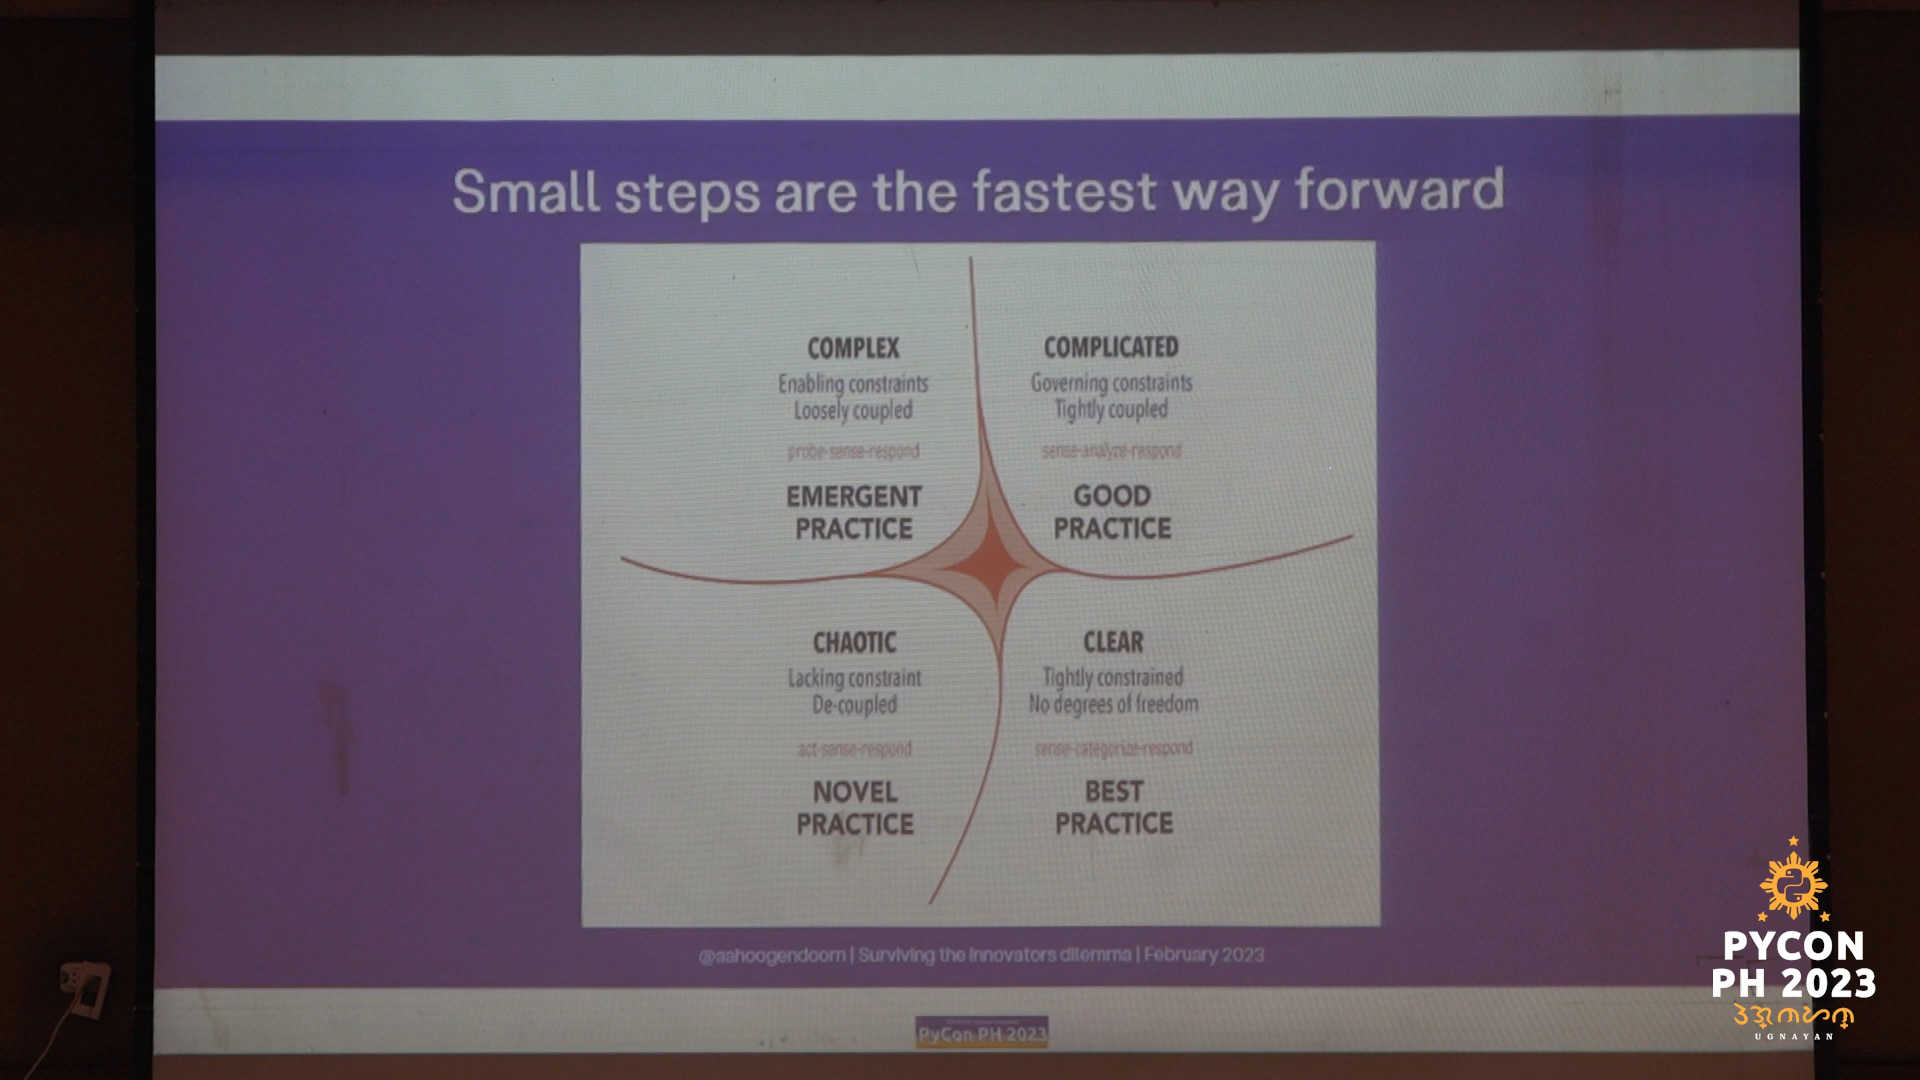 Small steps are the fastest way forward
COMPLEX
Enabling constraints
Loosely coupled
probe-sense-respond
EMERGENT
PRACTICE
COMPLICATED
Governing constraints
Tightly coupled
sense-analyze-respond
GOOD
PRACTICE
CHAOTIC
Lacking constraint
De-coupled
act-sense-respond
NOVEL
PRACTICE
CLEAR
Tightly constrained
No degrees of freedom
sense-categorize-respond
BEST
PRACTICE
@aahoogendoorn | Surviving the innovators dilemma | February 2023
PyCon PH 2023
PYCON
PH 2023
UGNAYAN